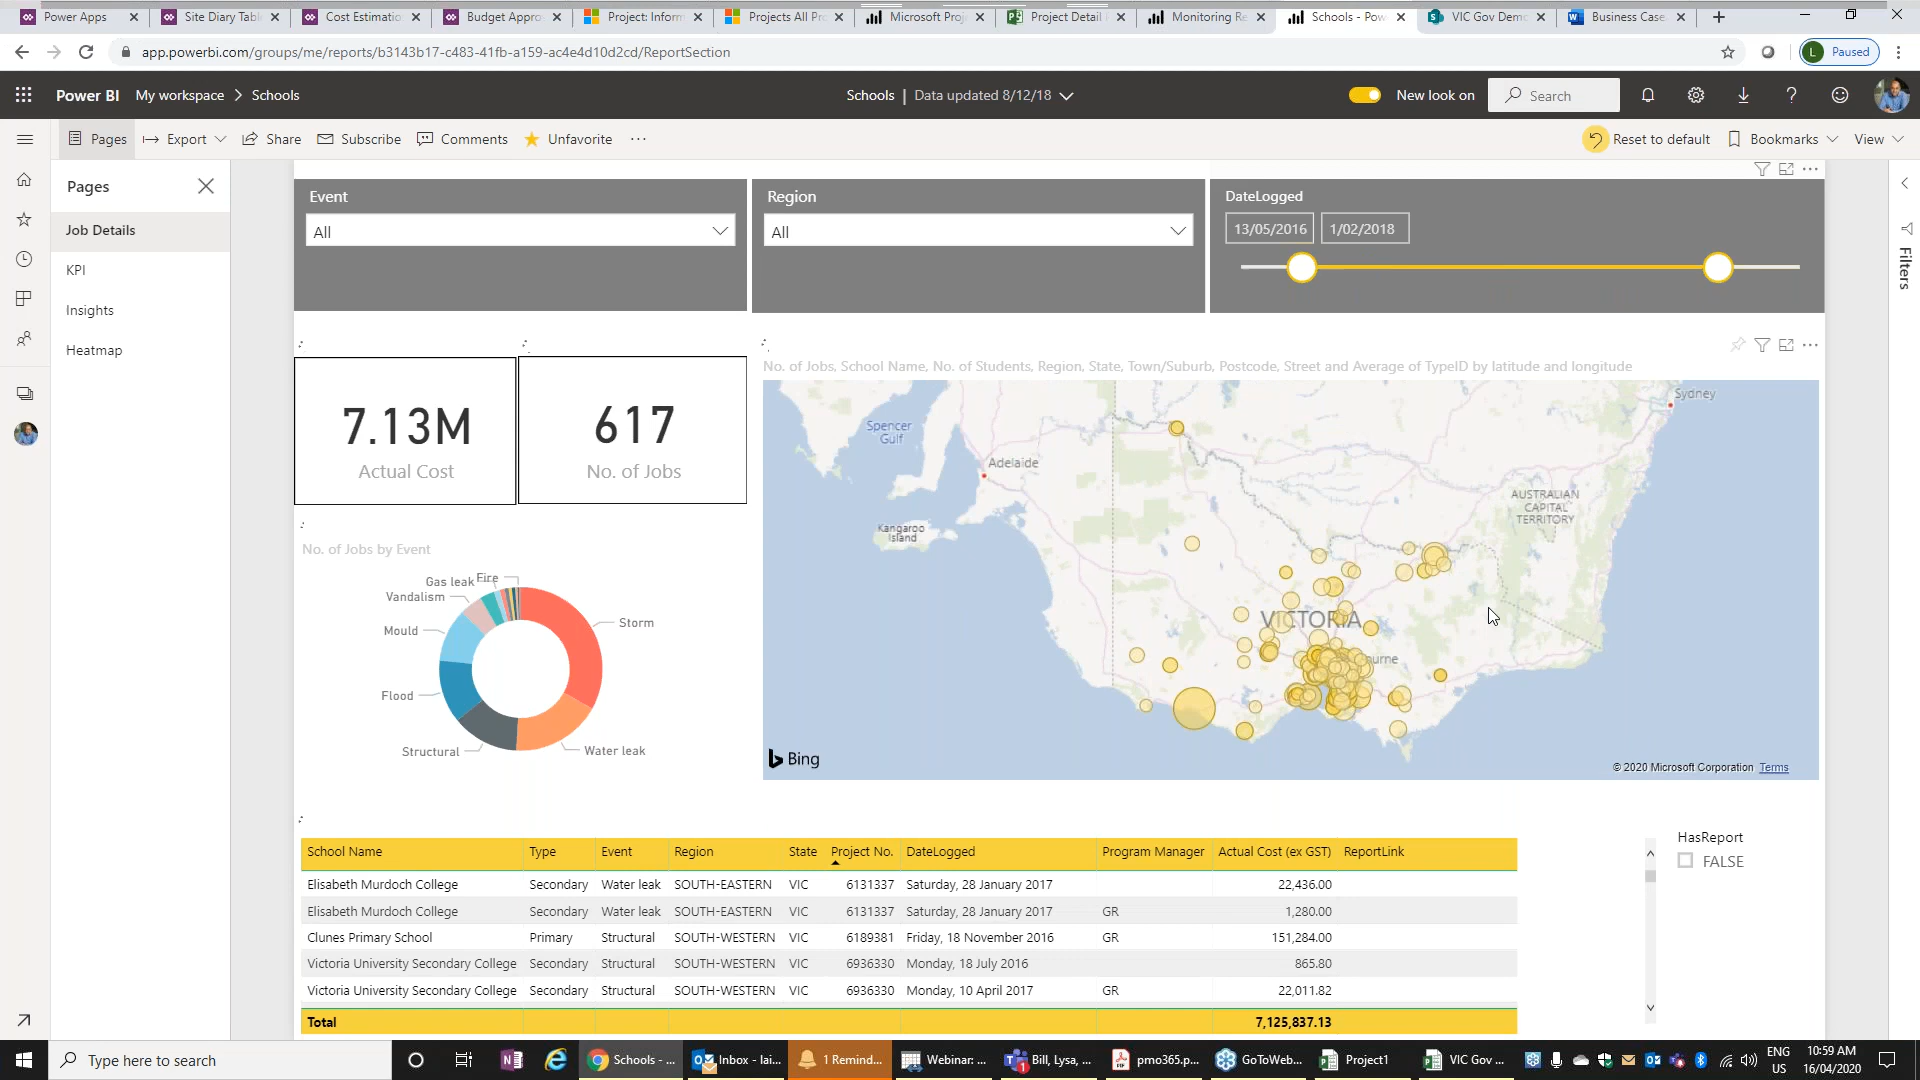 Power Apps
Site Diary Tabl
Cost Estimatio
Budget Appro
Project: Inform
Projects All Pr
Microsoft Proj
Project Detail
Monitoring Re
Schools - Pow
VIC Gov Demo
Business Case
app.powerbi.com/groups/me/reports/b3143b17-c483-41fb-a159-ac4e4d10d2cd/ReportSection
L Paused
Power BI My workspace > Schools
Schools | Data updated 8/12/18
New look on
Search
Pages
Export
Share
Subscribe
Comments
Unfavorite
Reset to default
Bookmarks
View
Pages
Job Details
KPI
Insights
Heatmap
Event
All
Region
All
DateLogged
13/05/2016
1/02/2018
Filters
7.13M
Actual Cost
617
No. of Jobs
No. of Jobs, School Name, No. of Students, Region, State, Town/Suburb, Postcode, Street and Average of TypeID by latitude and longitude
Sydney
Spencer
Gulf
Adelaide
AUSTRALIAN
CAPITAL
TERRITORY
Kangaroo
Island
VICTORIA
Bing
© 2020 Microsoft Corporation Terms
No. of Jobs by Event
Gas leak
Fire
Vandalism
Storm
Mould
Flood
Structural
Water leak
School Name Type Event Region State Project No. DateLogged Program Manager Actual Cost (ex GST) ReportLink
Elisabeth Murdoch College Secondary Water leak SOUTH-EASTERN VIC 6131337 Saturday, 28 January 2017 22,436.00
Elisabeth Murdoch College Secondary Water leak SOUTH-EASTERN VIC 6131337 Saturday, 28 January 2017 GR 1,280.00
Clunes Primary School Primary Structural SOUTH-WESTERN VIC 6189381 Friday, 18 November 2016 GR 151,284.00
Victoria University Secondary College Secondary Structural SOUTH-WESTERN VIC 6936330 Monday, 18 July 2016 865.80
Victoria University Secondary College Secondary Structural SOUTH-WESTERN VIC 6936330 Monday, 10 April 2017 GR 22,011.82
Total 7,125,837.13
HasReport
FALSE
Type here to search
Schools - ...
Inbox - lai...
1 Remind...
Webinar: ...
Bill, Lysa, ...
pmo365.p...
GoToWeb...
Project1
VIC Gov ...
ENG
US
10:59 AM
16/04/2020